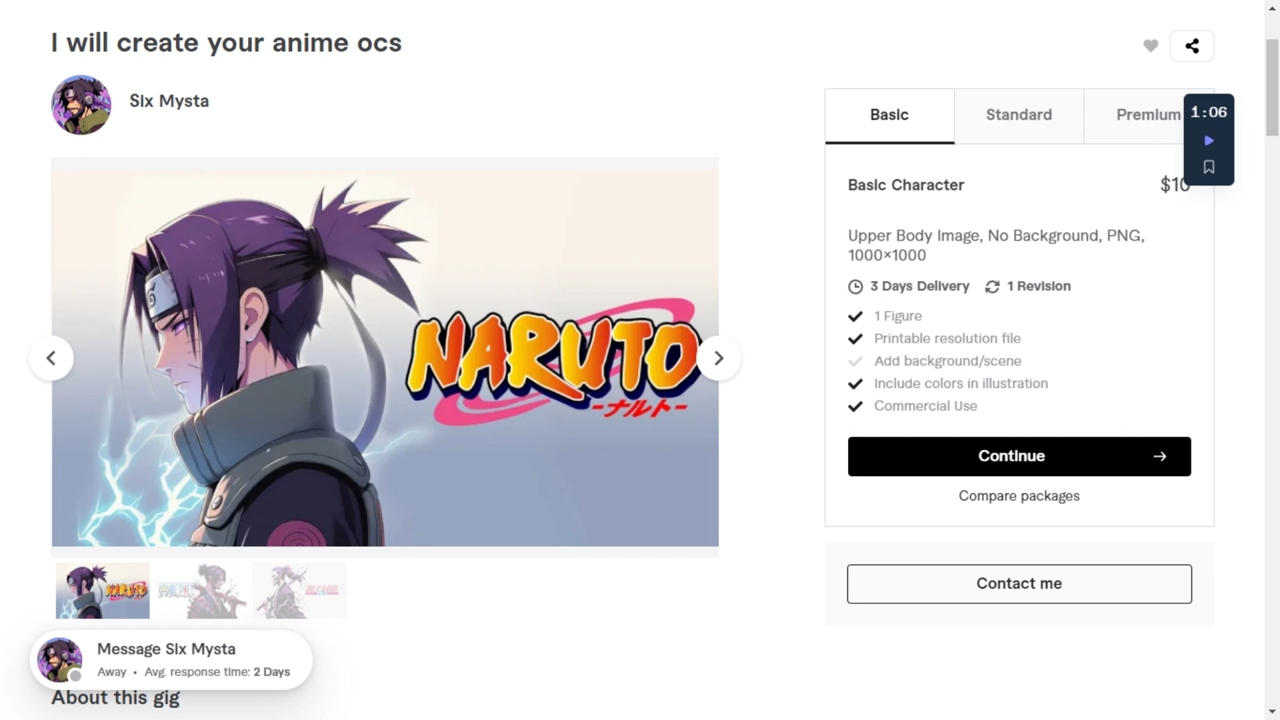 I will create your anime ocs
Six Mysta
NARUTO
-ナルト-
Basic
Standard
Premium
1:06
Basic Character
$10
Upper Body Image, No Background, PNG,
1000×1000
3 Days Delivery
1 Revision
1 Figure
Printable resolution file
Add background/scene
Include colors in illustration
Commercial Use
Continue
Compare packages
Contact me
NARUTO
Message Six Mysta
Away • Avg. response time: 2 Days
About this gig